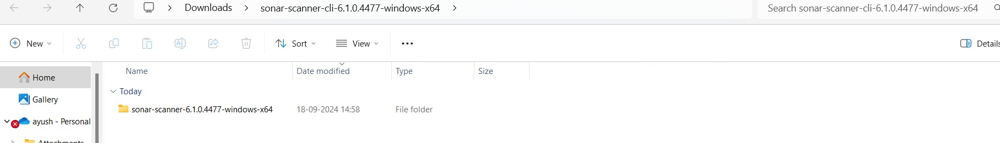 Downloads > sonar-scanner-cli-6.1.0.4477-windows-x64 >
Search sonar-scanner-cli-6.1.0.4477-windows-x64
New
Sort
View
Details
Name Date modified Type Size
Home
Today
Gallery
sonar-scanner-6.1.0.4477-windows-x64 18-09-2024 14:58 File folder
ayush - Personal
Attachments